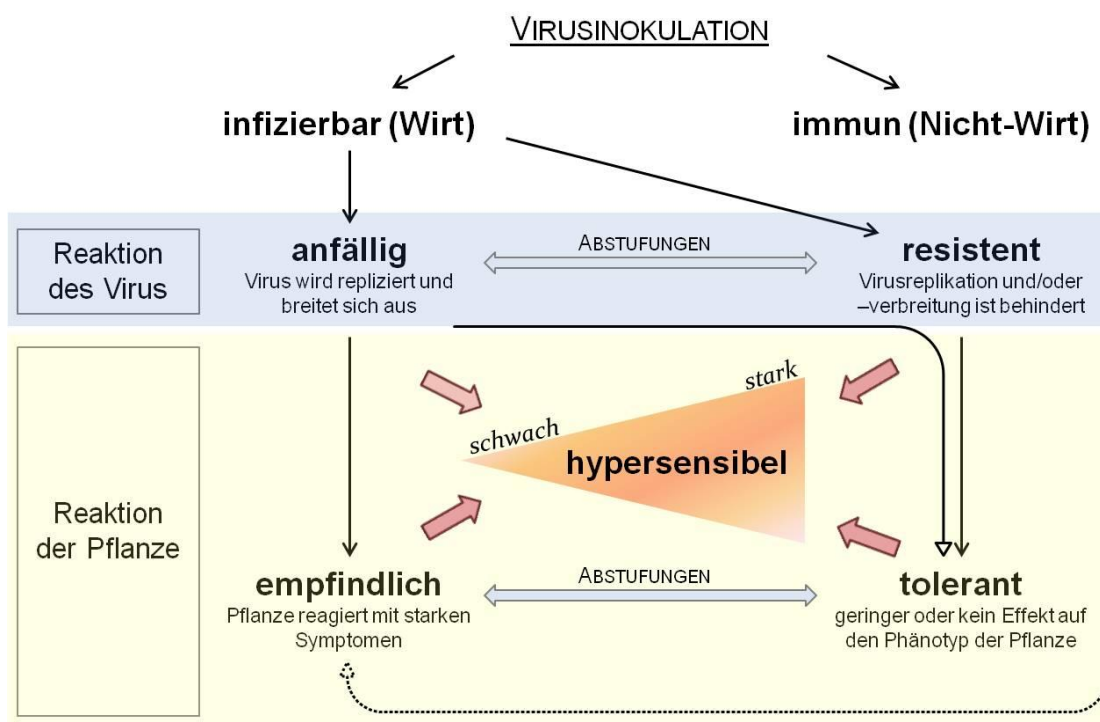 VIRUSINOKULATION
infizierbar (Wirt)
immun (Nicht-Wirt)
Reaktion
des Virus
anfällig
Virus wird repliziert und
breitet sich aus
ABSTUFUNGEN
resistent
Virusreplikation und/oder
–verbreitung ist behindert
Reaktion
der Pflanze
schwach
stark
hypersensibel
empfindlich
Pflanze reagiert mit starken
Symptomen
ABSTUFUNGEN
tolerant
geringer oder kein Effekt auf
den Phänotyp der Pflanze